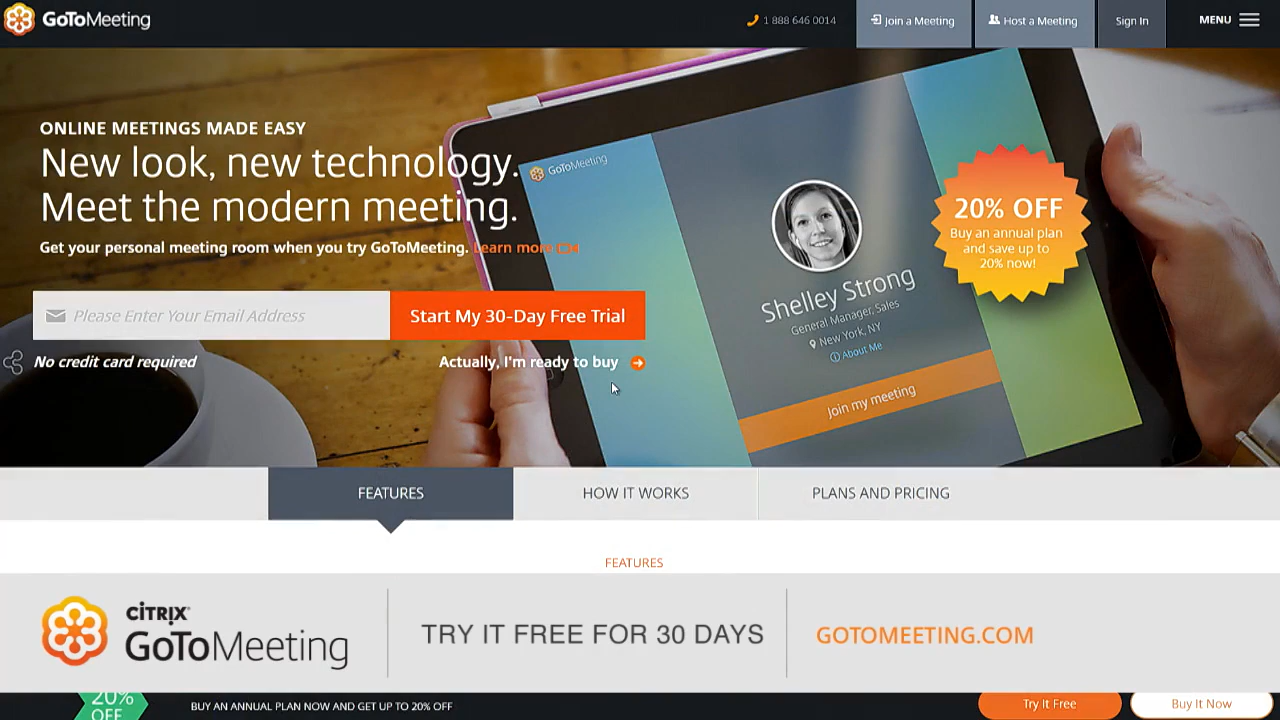 GoToMeeting
1 888 646 0014
Join a Meeting
Host a Meeting
Sign In
MENU
ONLINE MEETINGS MADE EASY
New look, new technology.
Meet the modern meeting.
Get your personal meeting room when you try GoToMeeting. Learn more
Please Enter Your Email Address
Start My 30-Day Free Trial
No credit card required
Actually, I'm ready to buy
GoToMeeting
Shelley Strong
General Manager, Sales
New York, NY
About Me
Join my meeting
20% OFF
Buy an annual plan
and save up to
20% now!
FEATURES
HOW IT WORKS
PLANS AND PRICING
FEATURES
CITRIX®
GoToMeeting
TRY IT FREE FOR 30 DAYS
GOTOMEETING.COM
20%
OFF
BUY AN ANNUAL PLAN NOW AND GET UP TO 20% OFF
Try It Free
Buy It Now